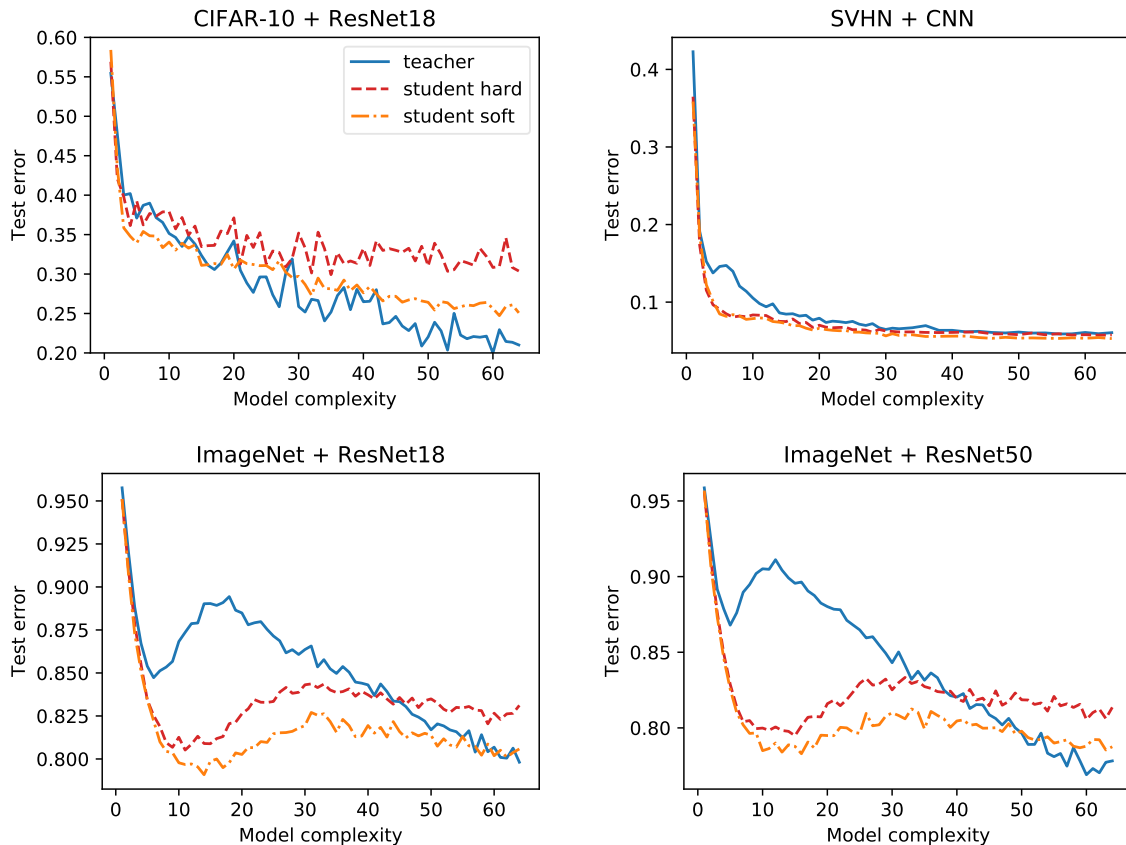 CIFAR-10 + ResNet18
0.60
0.55
0.50
0.45
0.40
0.35
0.30
0.25
0.20
Test error
teacher
student hard
student soft
0 10 20 30 40 50 60
Model complexity
SVHN + CNN
0.4
0.3
0.2
0.1
Test error
0 10 20 30 40 50 60
Model complexity
ImageNet + ResNet18
0.950
0.925
0.900
0.875
0.850
0.825
0.800
Test error
0 10 20 30 40 50 60
Model complexity
ImageNet + ResNet50
0.95
0.90
0.85
0.80
Test error
0 10 20 30 40 50 60
Model complexity